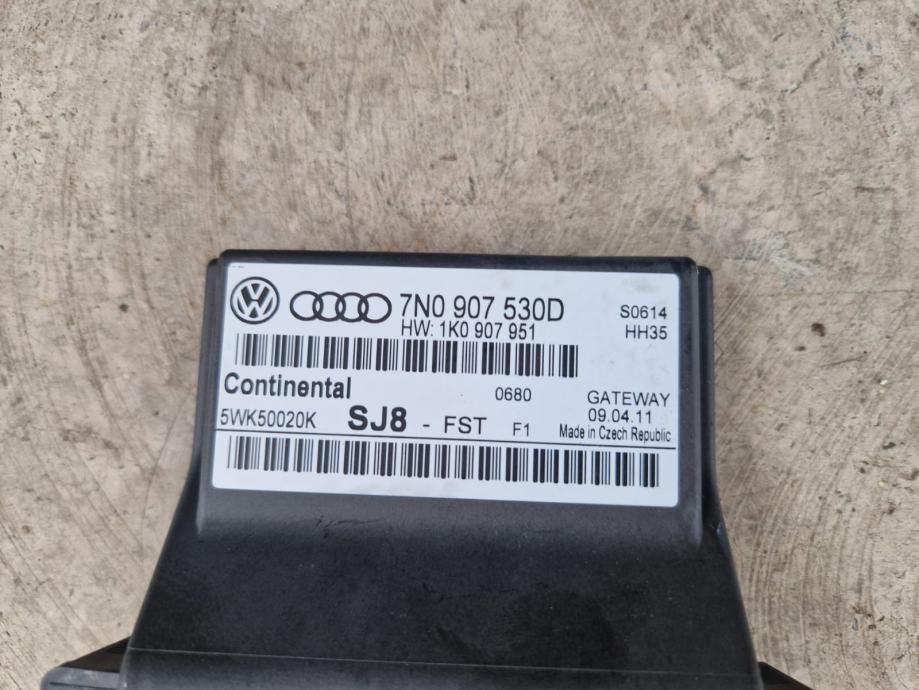 7N0 907 530D
S0614
HW: 1K0 907 951
HH35
Continental
0680
GATEWAY
5WK50020K SJ8 - FST F1
09.04.11
Made in Czech Republic